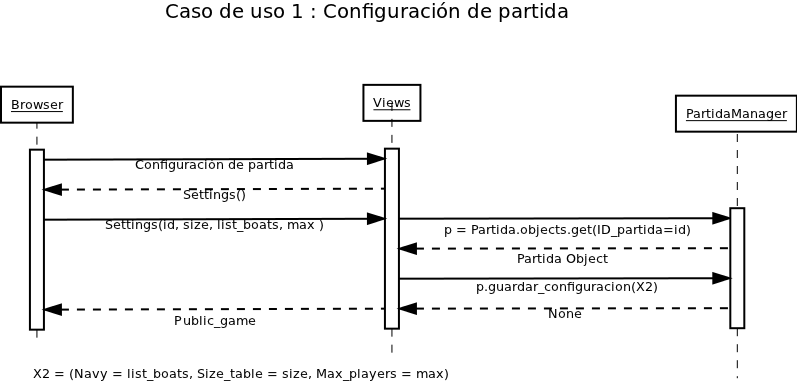 Caso de uso 1 : Configuración de partida
Browser
Views
PartidaManager
Configuración de partida
Settings()
Settings(id, size, list_boats, max )
p = Partida.objects.get(ID_partida=id)
Partida Object
p.guardar_configuracion(X2)
None
Public_game
X2 = (Navy = list_boats, Size_table = size, Max_players = max)